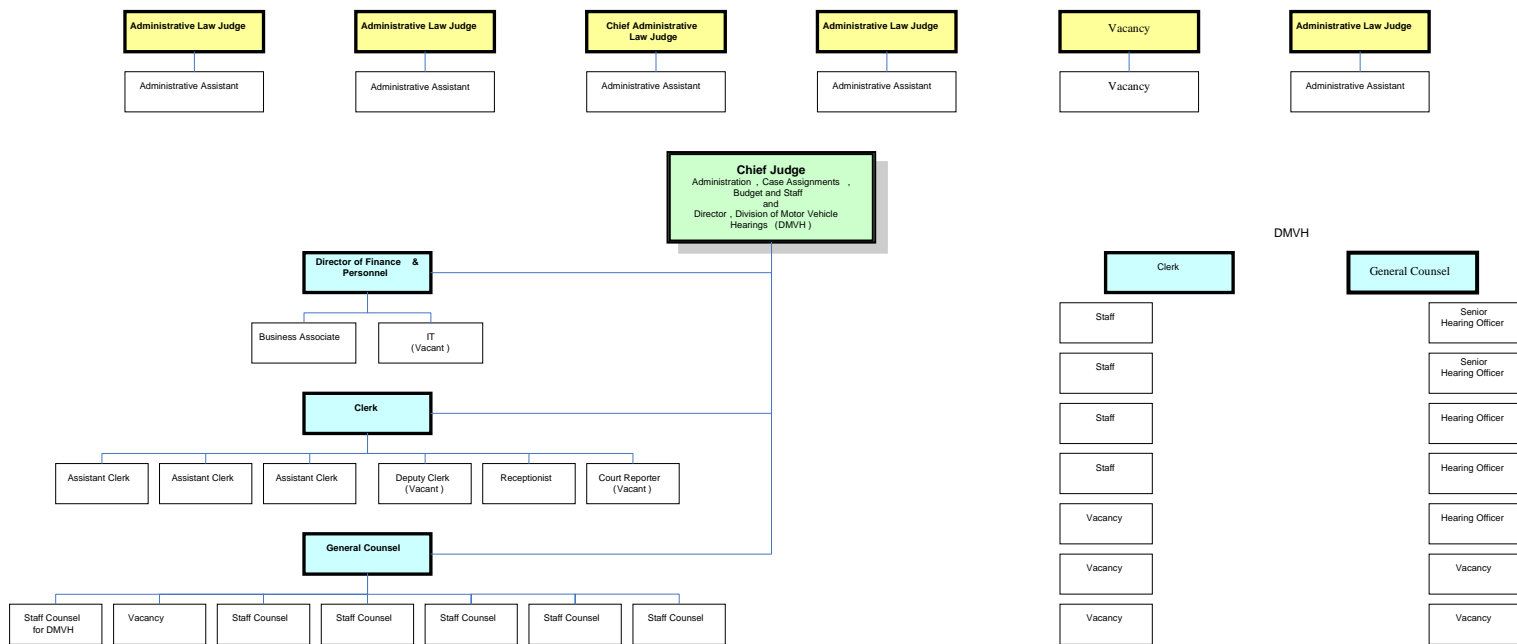 Administrative Law Judge
Administrative Law Judge
Chief Administrative
Law Judge
Administrative Law Judge
Vacancy
Administrative Law Judge
Administrative Assistant
Administrative Assistant
Administrative Assistant
Administrative Assistant
Vacancy
Administrative Assistant
Chief Judge
Administration , Case Assignments ,
Budget and Staff
and
Director , Division of Motor Vehicle
Hearings (DMVH )
DMVH
Director of Finance &
Personnel
Business Associate
IT
(Vacant )
Clerk
Assistant Clerk
Assistant Clerk
Assistant Clerk
Deputy Clerk
(Vacant )
Receptionist
Court Reporter
(Vacant )
General Counsel
Staff Counsel
for DMVH
Vacancy
Staff Counsel
Staff Counsel
Staff Counsel
Staff Counsel
Staff Counsel
Clerk
Staff
Staff
Staff
Staff
Vacancy
Vacancy
Vacancy
General Counsel
Senior
Hearing Officer
Senior
Hearing Officer
Hearing Officer
Hearing Officer
Hearing Officer
Vacancy
Vacancy